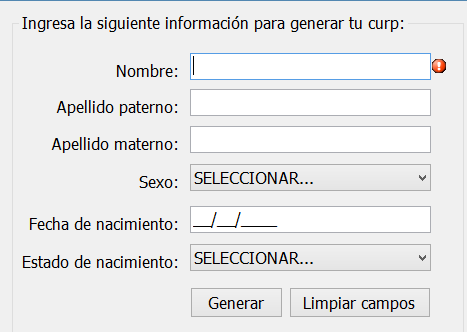 Ingresa la siguiente información para generar tu curp:
Nombre:
Apellido paterno:
Apellido materno:
Sexo: SELECCIONAR...
Fecha de nacimiento: __/__/____
Estado de nacimiento: SELECCIONAR...
Generar Limpiar campos